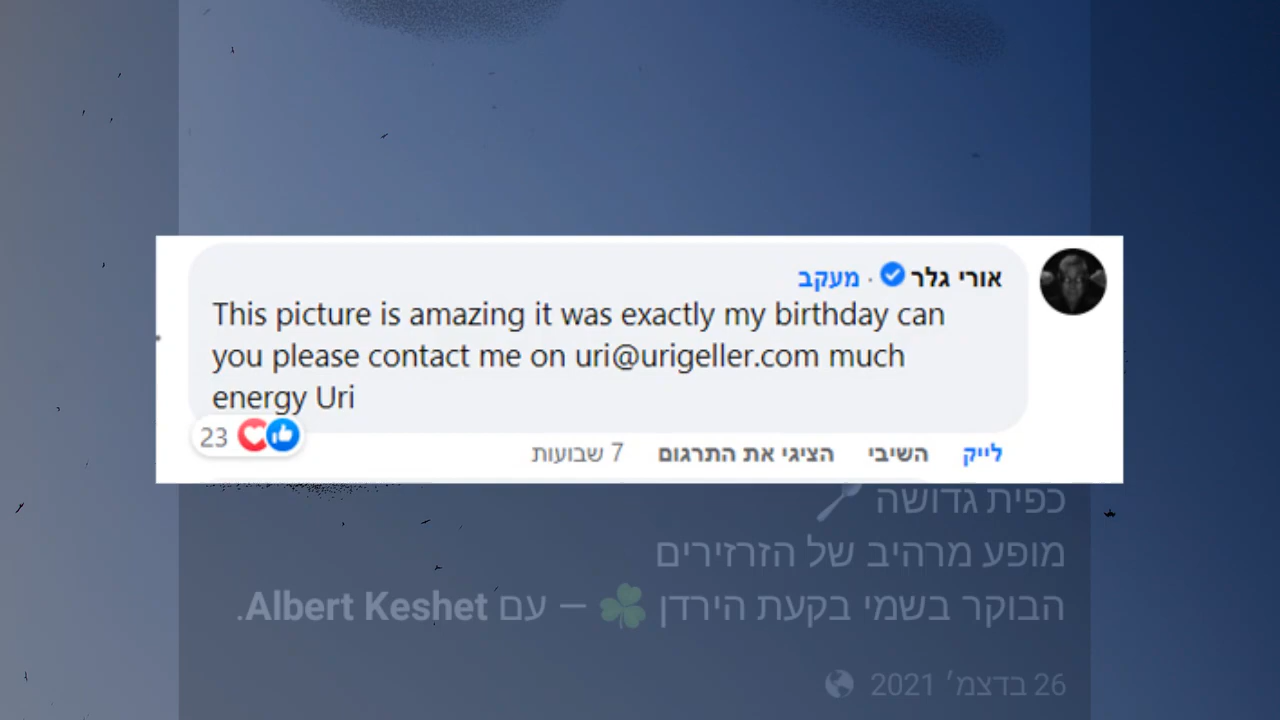 אורי גלר · מעקב
This picture is amazing it was exactly my birthday can
you please contact me on uri@urigeller.com much
energy Uri
23
לייק השיבי הציגי את התרגום 7 שבועות
כפית גדושה
מופע מרהיב של הזרזירים
הבוקר בשמי בקעת הירדן — עם Albert Keshet.
26 בדצמ׳ 2021